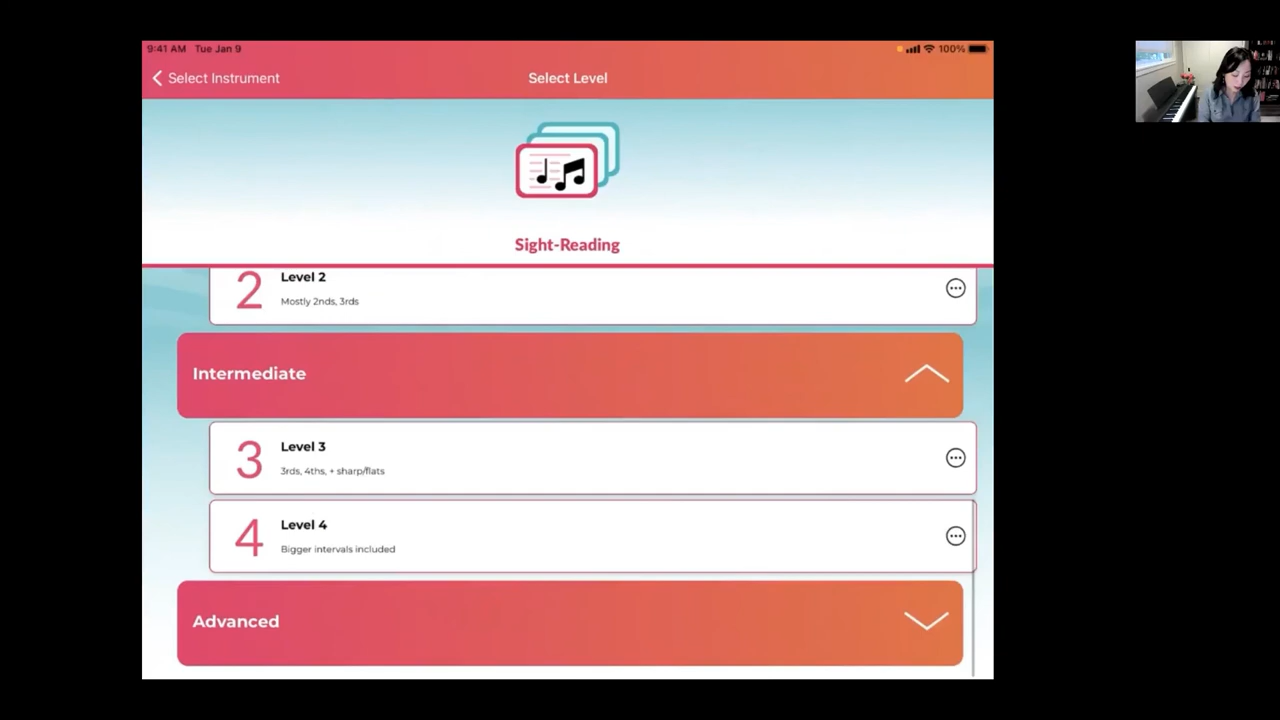 9:41 AM Tue Jan 9
100%
Select Instrument
Select Level
Sight-Reading
2
Level 2
Mostly 2nds, 3rds
Intermediate
3
Level 3
3rds, 4ths, + sharp/flats
4
Level 4
Bigger intervals included
Advanced